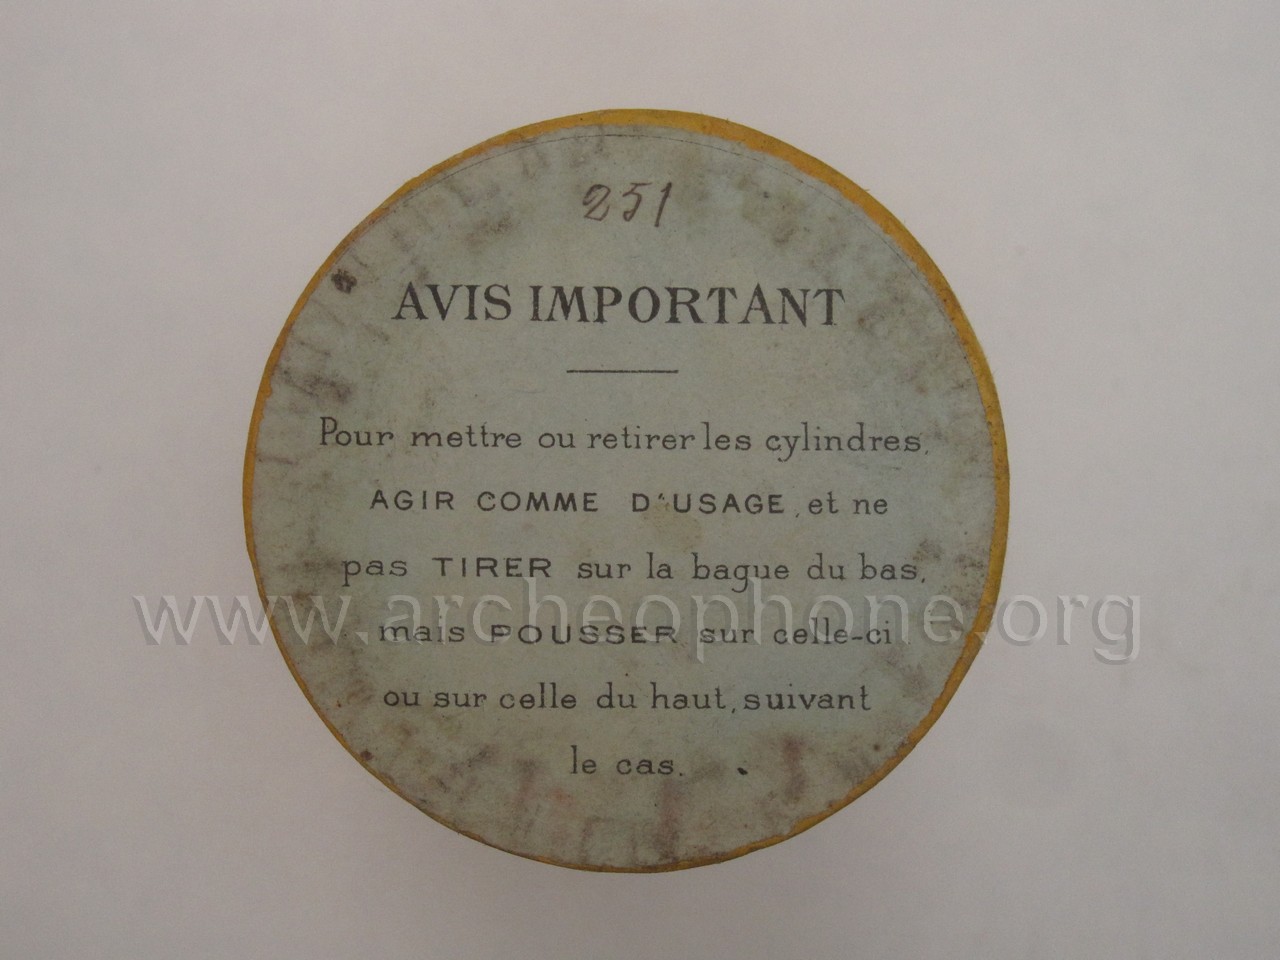 251
AVIS IMPORTANT
Pour mettre ou retirer les cylindres,
AGIR COMME D'USAGE, et ne
pas TIRER sur la bague du bas,
mais POUSSER sur celle-ci
ou sur celle du haut, suivant
le cas.
www.archeophone.org